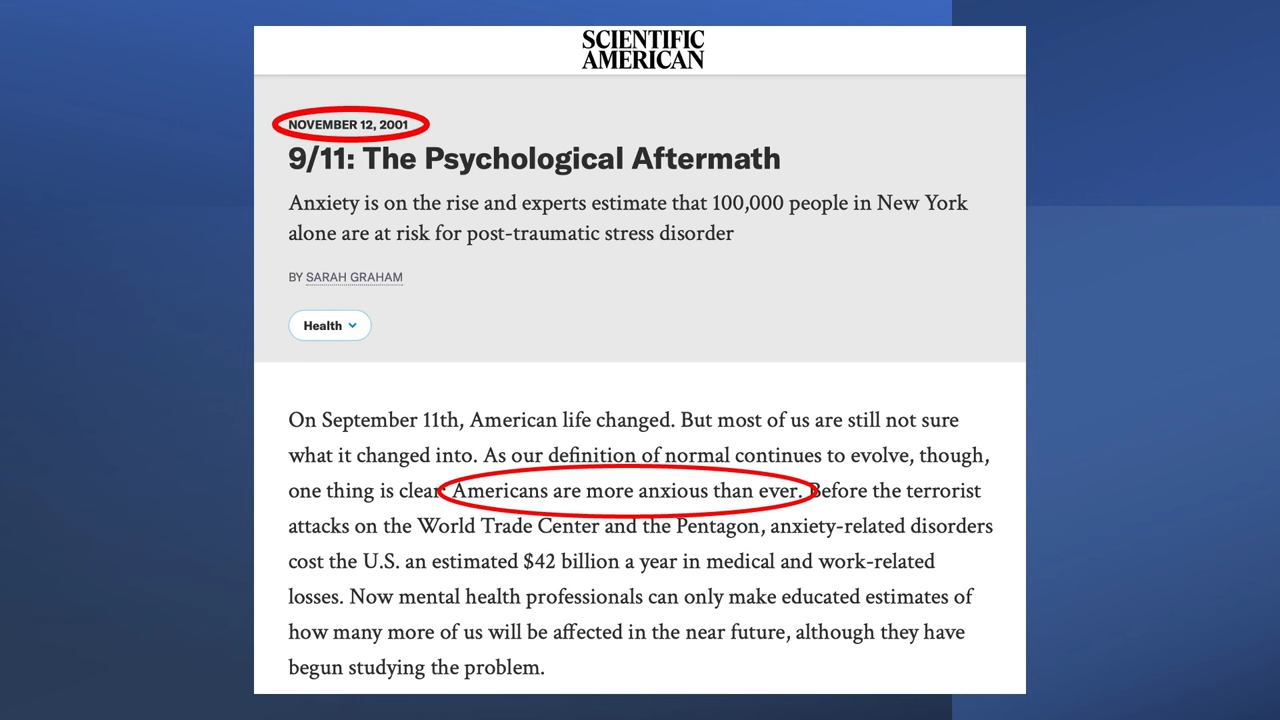 SCIENTIFIC
AMERICAN
NOVEMBER 12, 2001
9/11: The Psychological Aftermath
Anxiety is on the rise and experts estimate that 100,000 people in New York
alone are at risk for post-traumatic stress disorder
BY SARAH GRAHAM
Health
On September 11th, American life changed. But most of us are still not sure
what it changed into. As our definition of normal continues to evolve, though,
one thing is clear: Americans are more anxious than ever. Before the terrorist
attacks on the World Trade Center and the Pentagon, anxiety-related disorders
cost the U.S. an estimated $42 billion a year in medical and work-related
losses. Now mental health professionals can only make educated estimates of
how many more of us will be affected in the near future, although they have
begun studying the problem.